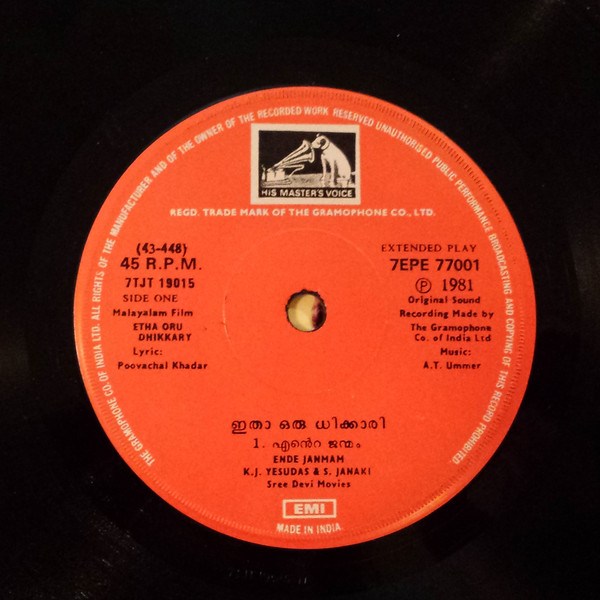 THE GRAMOPHONE CO OF INDIA LTD. ALL RIGHTS OF THE MANUFACTURER AND OF THE OWNER OF THE RECORDED WORK RESERVED UNAUTHORISED PUBLIC PERFORMANCE BROADCASTING AND COPYING OF THIS RECORD PROHIBITED
HIS MASTER'S VOICE
REGD. TRADE MARK OF THE GRAMOPHONE CO., LTD.
(43-448)
45 R.P.M.
7TJT 19015
SIDE ONE
Malayalam Film
ETHA ORU
DHIKKARY
Lyric:
Poovachal Khadar
EXTENDED PLAY
7EPE 77001
Ⓟ 1981
Original Sound
Recording Made by
The Gramophone
Co. of India Ltd
Music:
A.T. Ummer
ഇതാ ഒരു ധിക്കാരി
1. എന്റെ ജന്മം
ENDE JANMAM
K.J. YESUDAS & S. JANAKI
Sree Devi Movies
EMI
MADE IN INDIA